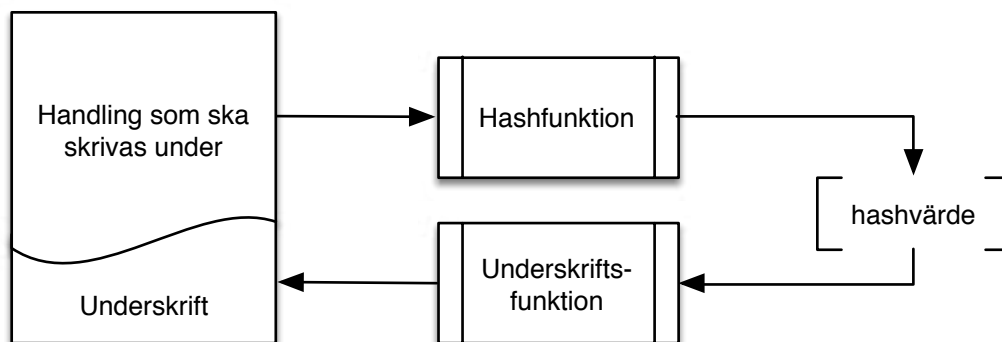 Handling som ska
skrivas under
Hashfunktion
hashvärde
Underskrifts-
funktion
Underskrift